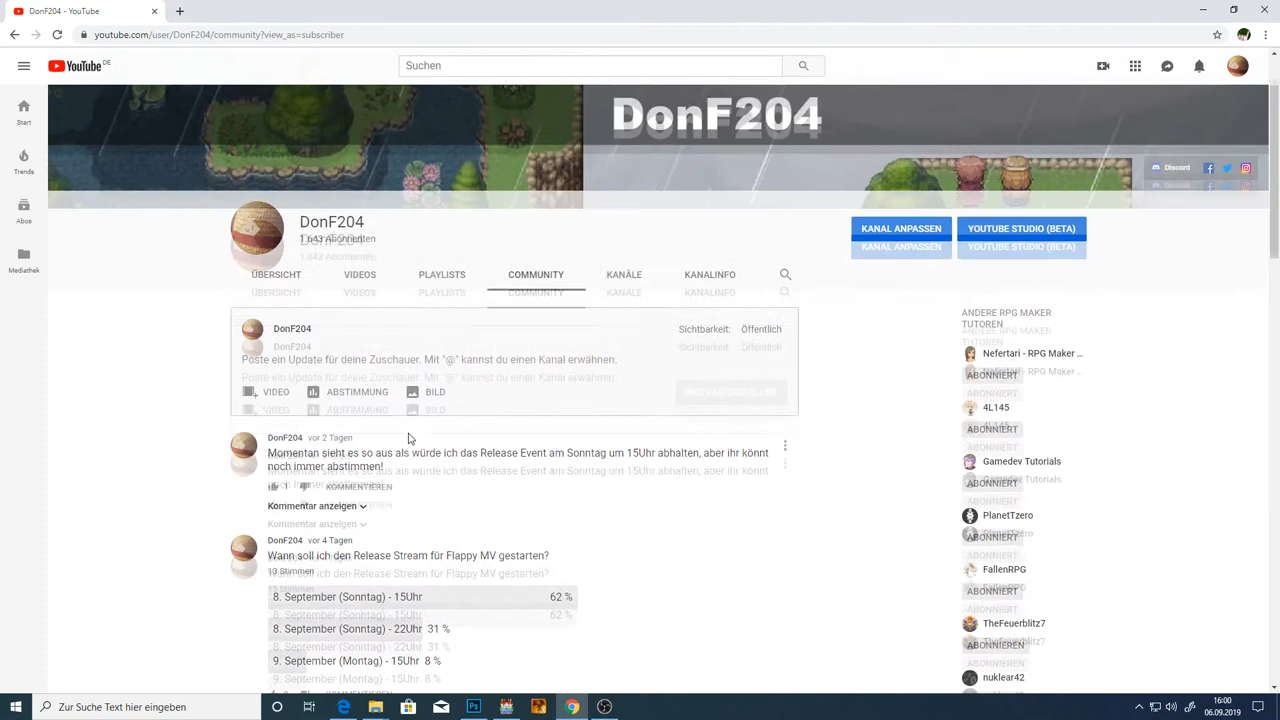 DonF204 - YouTube
youtube.com/user/DonF204/community?view_as=subscriber
YouTube DE
Suchen
Start
Trends
Abos
Mediathek
DonF204
Discord
DonF204
1.643 Abonnenten
KANAL ANPASSEN
YOUTUBE STUDIO (BETA)
ÜBERSICHT VIDEOS PLAYLISTS COMMUNITY KANÄLE KANALINFO
DonF204
Sichtbarkeit: Öffentlich
Poste ein Update für deine Zuschauer. Mit "@" kannst du einen Kanal erwähnen.
VIDEO ABSTIMMUNG BILD
DonF204 vor 2 Tagen
Momentan sieht es so aus als würde ich das Release Event am Sonntag um 15Uhr abhalten, aber ihr könnt
noch immer abstimmen!
1 KOMMENTIEREN
Kommentar anzeigen
DonF204 vor 4 Tagen
Wann soll ich den Release Stream für Flappy MV gestarten?
13 Stimmen
8. September (Sonntag) - 15Uhr 62 %
8. September (Sonntag) - 22Uhr 31 %
9. September (Montag) - 15Uhr 8 %
ANDERE RPG MAKER
TUTOREN
Nefertari - RPG Maker ...
ABONNIERT
4L145
ABONNIERT
Gamedev Tutorials
ABONNIERT
PlanetTzero
ABONNIERT
FallenRPG
ABONNIERT
TheFeuerblitz7
ABONNIEREN
nuklear42
Zur Suche Text hier eingeben
16:00
06.09.2019